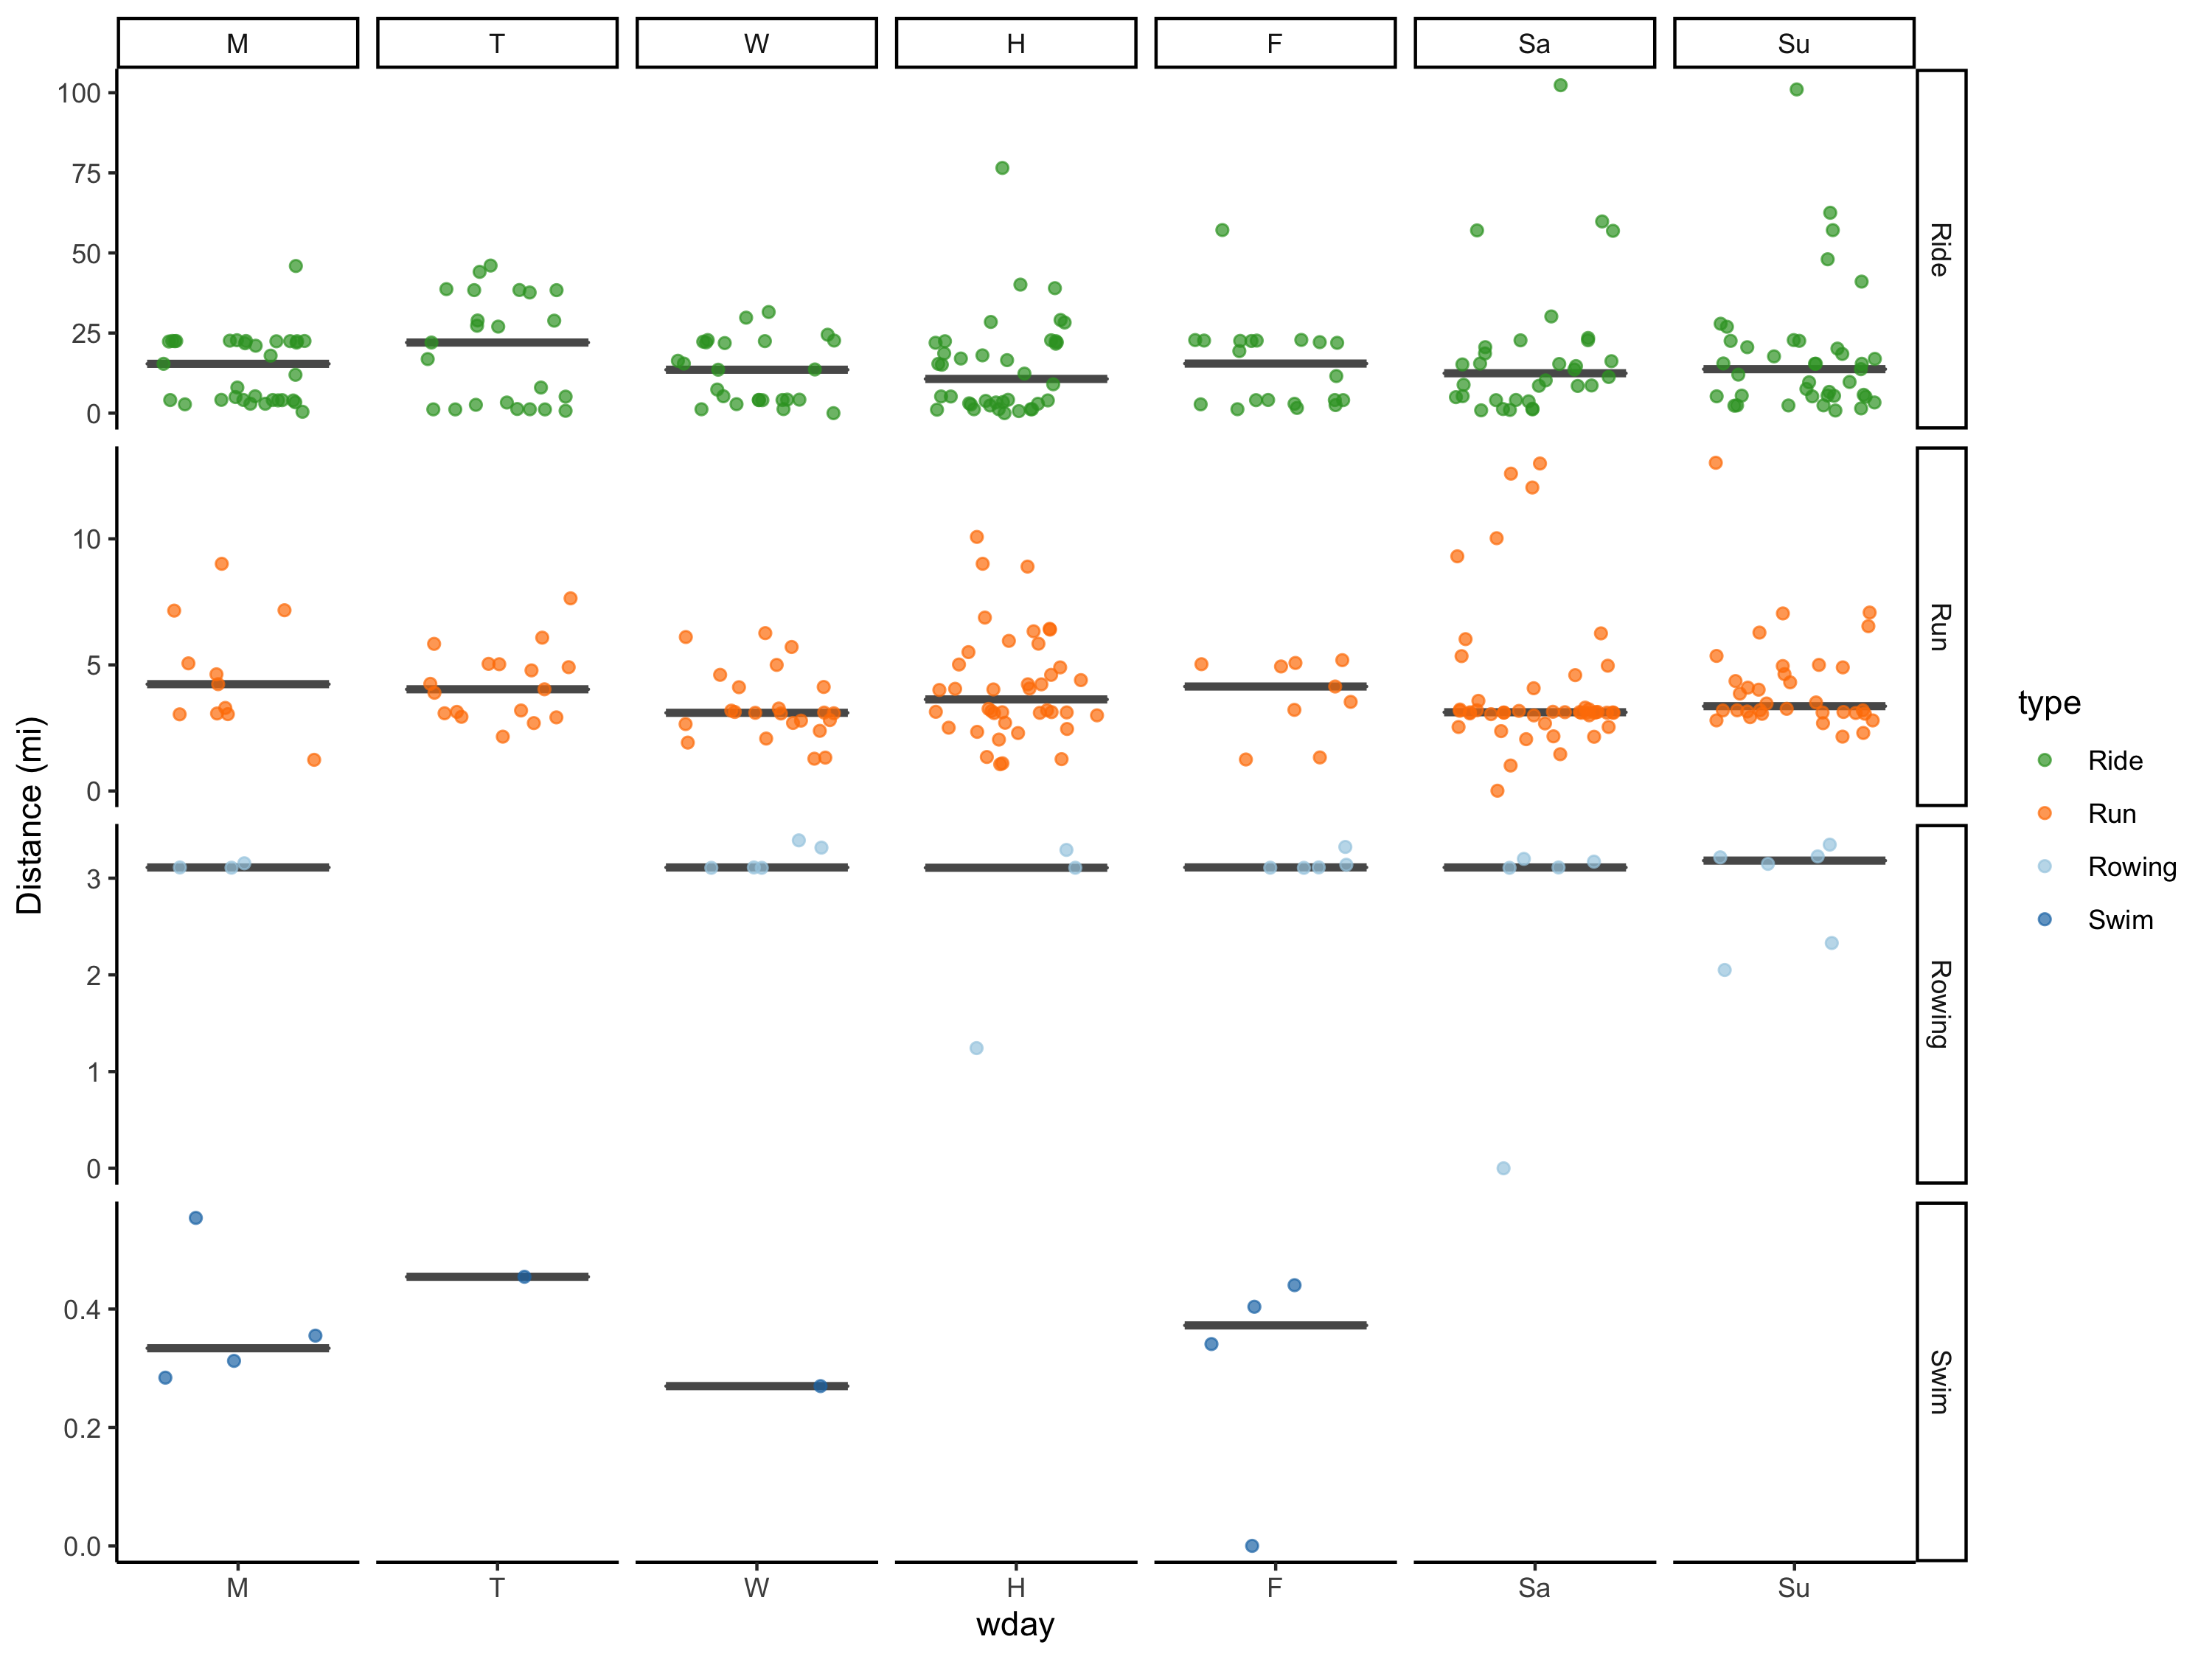 M T W H F Sa Su
100
75
50
25
0
Ride
10
5
0
Run
3
2
1
0
Rowing
0.4
0.2
0.0
Swim
Distance (mi)
M T W H F Sa Su
wday
type
Ride
Run
Rowing
Swim